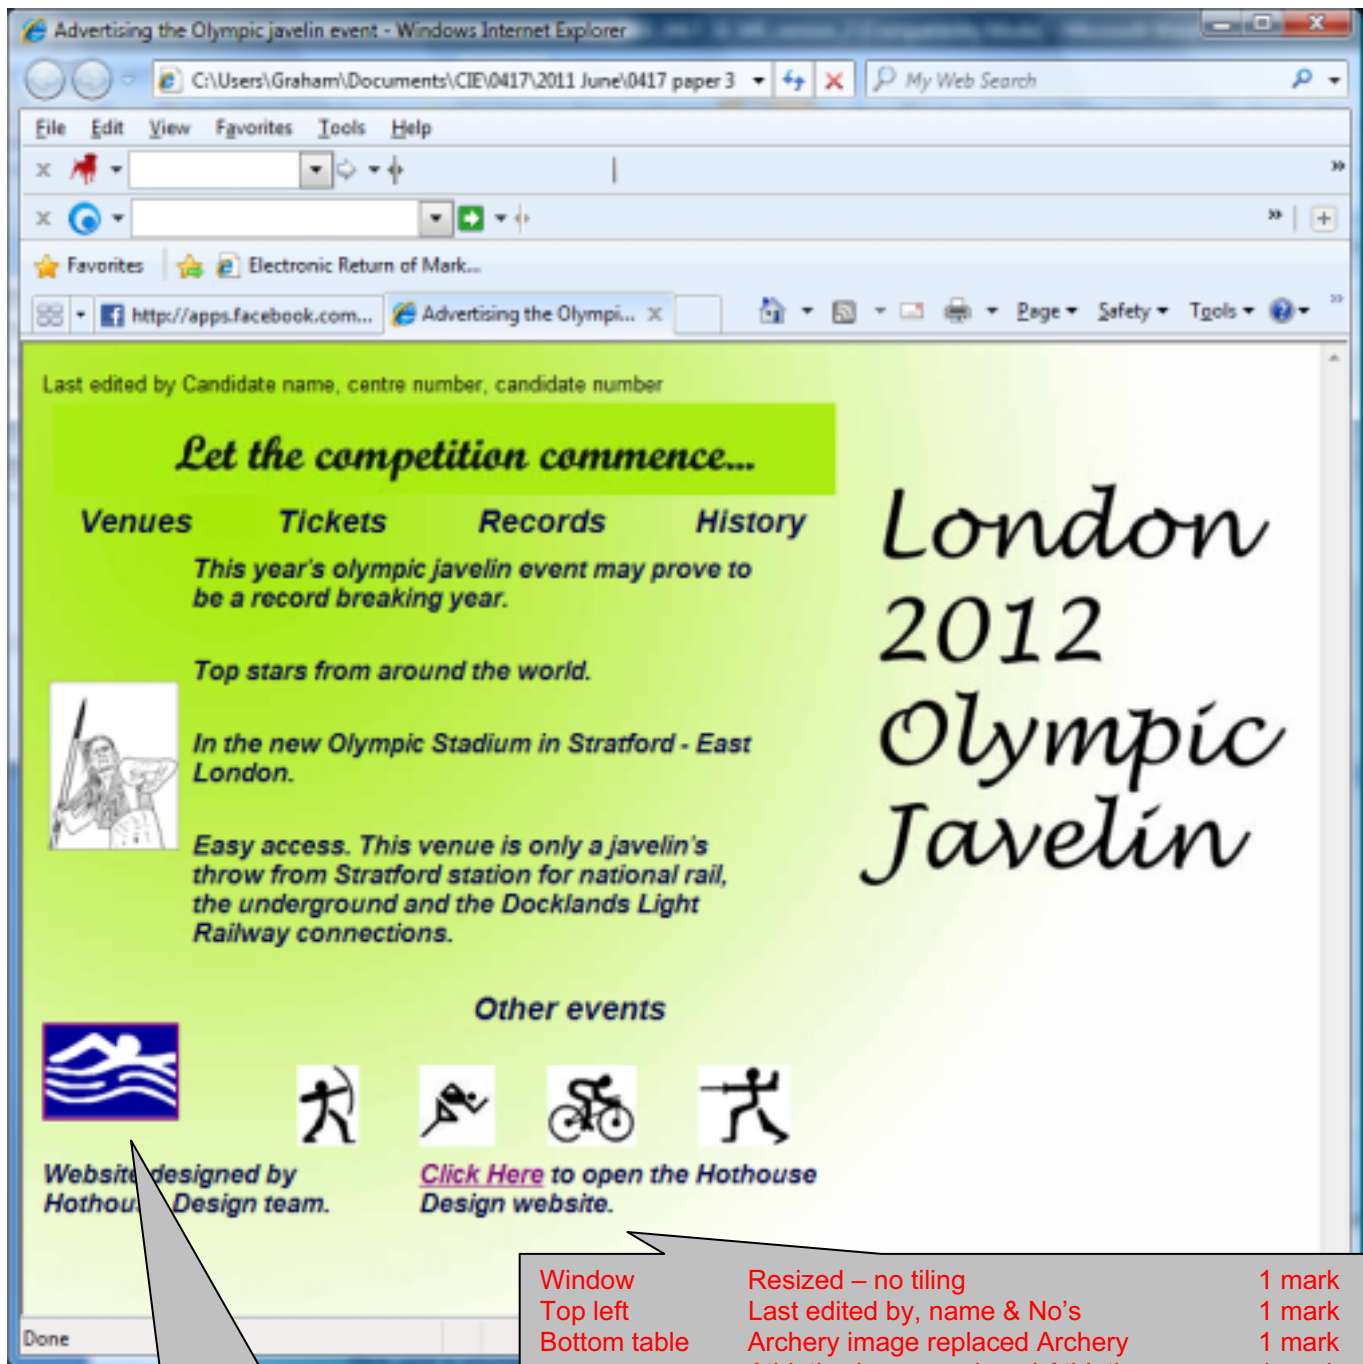 Advertising the Olympic javelin event - Windows Internet Explorer
C:\Users\Graham\Documents\CIE\0417\2011 June\0417 paper 3
My Web Search
File Edit View Favorites Tools Help
Favorites Electronic Return of Mark...
http://apps.facebook.com... Advertising the Olympi... Page Safety Tools
Last edited by Candidate name, centre number, candidate number
Let the competition commence...
Venues Tickets Records History
This year's olympic javelin event may prove to
be a record breaking year.
Top stars from around the world.
In the new Olympic Stadium in Stratford - East
London.
Easy access. This venue is only a javelin's
throw from Stratford station for national rail,
the underground and the Docklands Light
Railway connections.
London
2012
Olympic
Javelin
Other events
Website designed by
Hothouse Design team.
Click Here to open the Hothouse
Design website.
Window Resized – no tiling 1 mark
Top left Last edited by, name & No's 1 mark
Bottom table Archery image replaced Archery 1 mark
Done